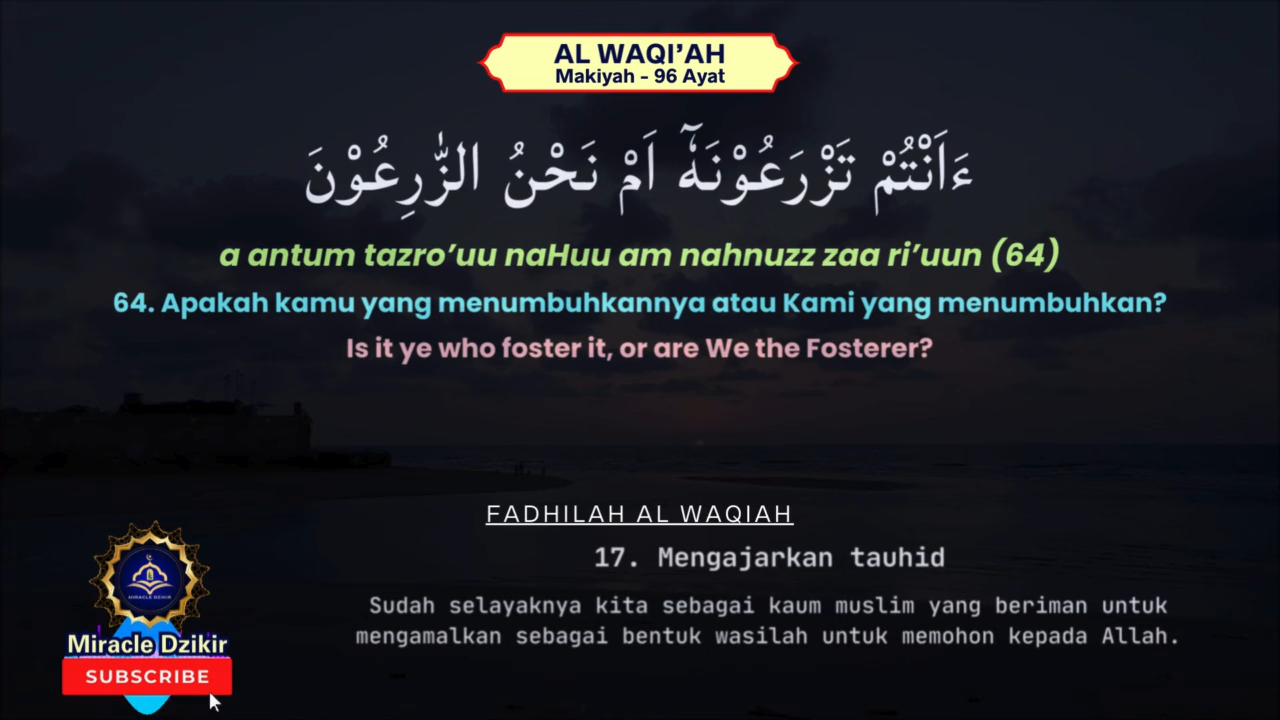 AL WAQI’AH
Makiyah - 96 Ayat
ءَاَنْتُمْ تَزْرَعُوْنَهٗٓ اَمْ نَحْنُ الزّٰرِعُوْنَ
a antum tazro’uu naHuu am nahnuzz zaa ri’uun (64)
64. Apakah kamu yang menumbuhkannya atau Kami yang menumbuhkan?
Is it ye who foster it, or are We the Fosterer?
FADHILAH AL WAQIAH
17. Mengajarkan tauhid
Sudah selayaknya kita sebagai kaum muslim yang beriman untuk
mengamalkan sebagai bentuk wasilah untuk memohon kepada Allah.
MIRACLE DZIKIR
Miracle Dzikir
SUBSCRIBE